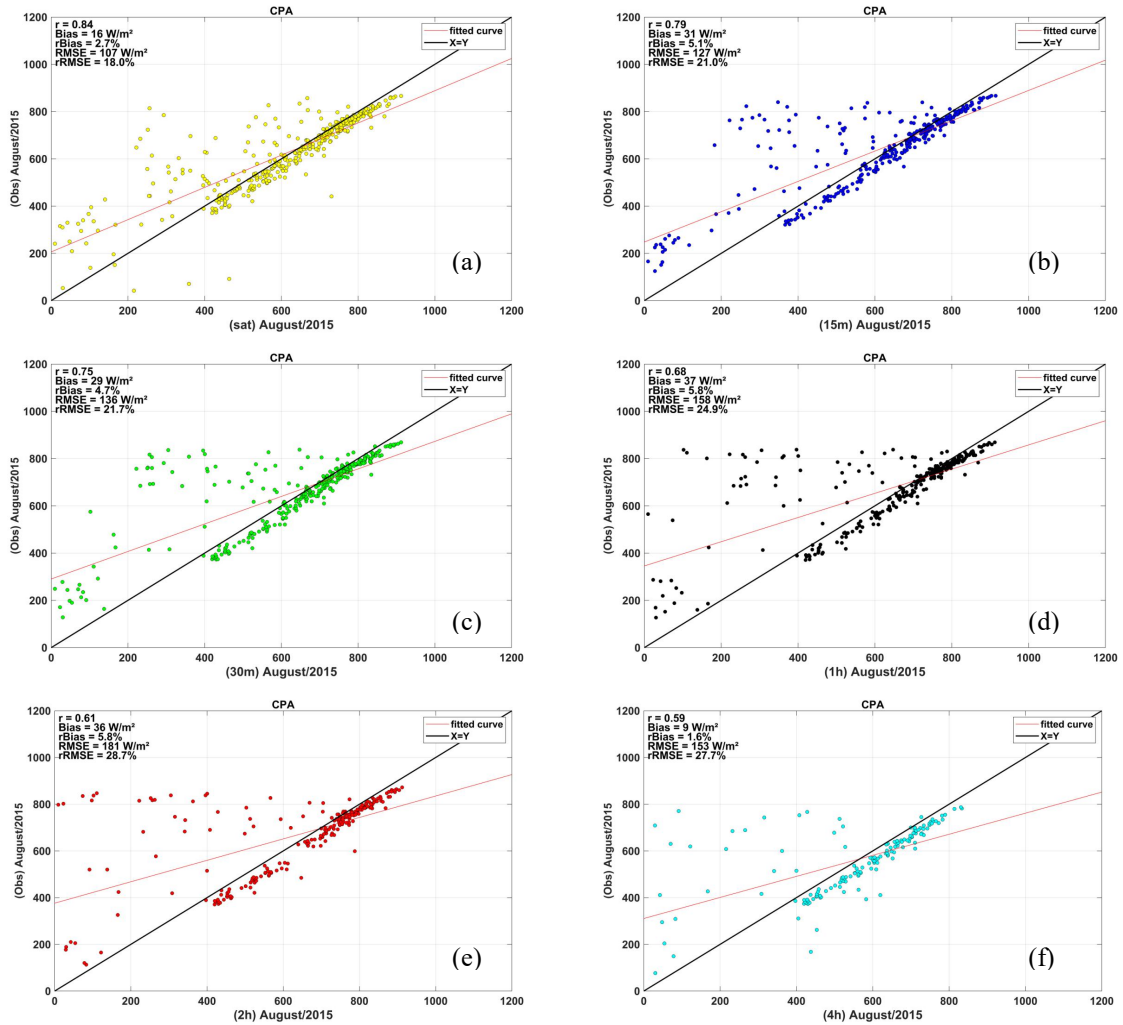 CPA
r = 0.84
Bias = 16 W/m²
rBias = 2.7%
RMSE = 107 W/m²
rRMSE = 18.0%
fitted curve
X=Y
1200
1000
800
600
400
200
0
(Obs) August/2015
(a)
0 200 400 600 800 1000 1200
(sat) August/2015
CPA
r = 0.79
Bias = 31 W/m²
rBias = 5.1%
RMSE = 127 W/m²
rRMSE = 21.0%
fitted curve
X=Y
1200
1000
800
600
400
200
0
(Obs) August/2015
(b)
0 200 400 600 800 1000 1200
(15m) August/2015
CPA
r = 0.75
Bias = 29 W/m²
rBias = 4.7%
RMSE = 136 W/m²
rRMSE = 21.7%
fitted curve
X=Y
1200
1000
800
600
400
200
0
(Obs) August/2015
(c)
0 200 400 600 800 1000 1200
(30m) August/2015
CPA
r = 0.68
Bias = 37 W/m²
rBias = 5.8%
RMSE = 158 W/m²
rRMSE = 24.9%
fitted curve
X=Y
1200
1000
800
600
400
200
0
(Obs) August/2015
(d)
0 200 400 600 800 1000 1200
(1h) August/2015
CPA
r = 0.61
Bias = 36 W/m²
rBias = 5.8%
RMSE = 181 W/m²
rRMSE = 28.7%
fitted curve
X=Y
1200
1000
800
600
400
200
0
(Obs) August/2015
(e)
0 200 400 600 800 1000 1200
(2h) August/2015
CPA
r = 0.59
Bias = 9 W/m²
rBias = 1.6%
RMSE = 153 W/m²
rRMSE = 27.7%
fitted curve
X=Y
1200
1000
800
600
400
200
0
(Obs) August/2015
(f)
0 200 400 600 800 1000 1200
(4h) August/2015